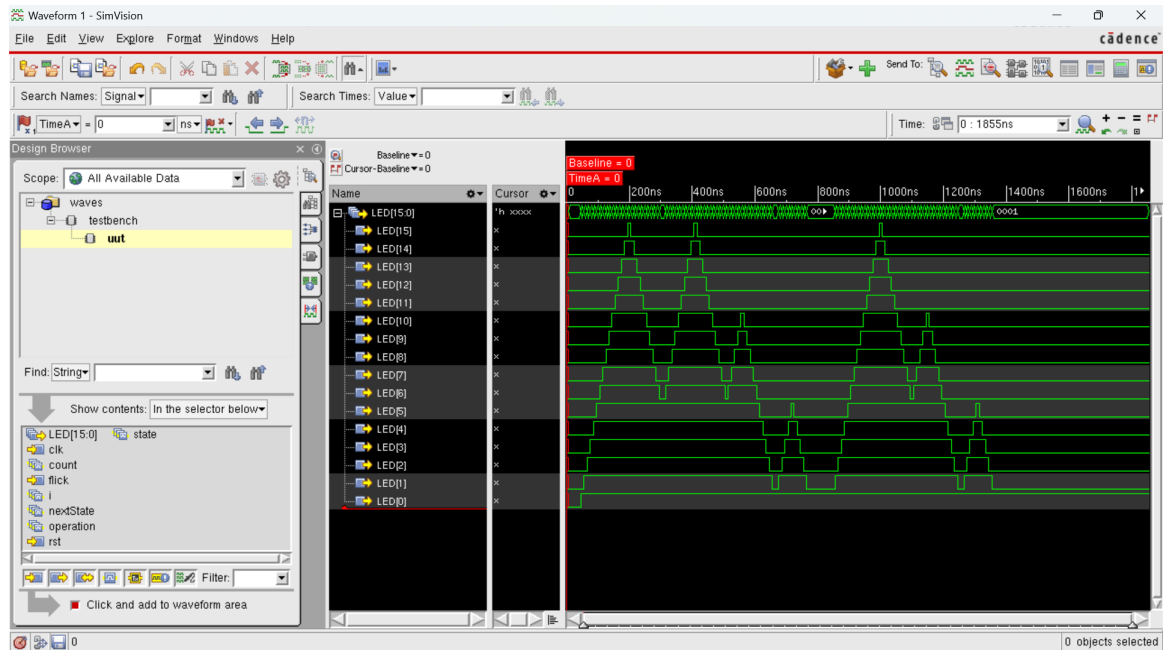 Waveform 1 - SimVision
File Edit View Explore Format Windows Help
cādence
Send To:
Search Names: Signal
Search Times: Value
TimeA = 0 ns
Time: 0 : 1855ns
Design Browser
Scope: All Available Data
waves
testbench
uut
Find: String
Show contents: In the selector below
LED[15:0] state
clk
count
flick
i
nextState
operation
rst
Filter:
Click and add to waveform area
0
Baseline = 0
Cursor-Baseline = 0
Name Cursor
Baseline = 0
TimeA = 0
0 200ns 400ns 600ns 800ns 1000ns 1200ns 1400ns 1600ns
LED[15:0] 'h xxxx 00 0001
LED[15] x
LED[14] x
LED[13] x
LED[12] x
LED[11] x
LED[10] x
LED[9] x
LED[8] x
LED[7] x
LED[6] x
LED[5] x
LED[4] x
LED[3] x
LED[2] x
LED[1] x
LED[0] x
0 objects selected